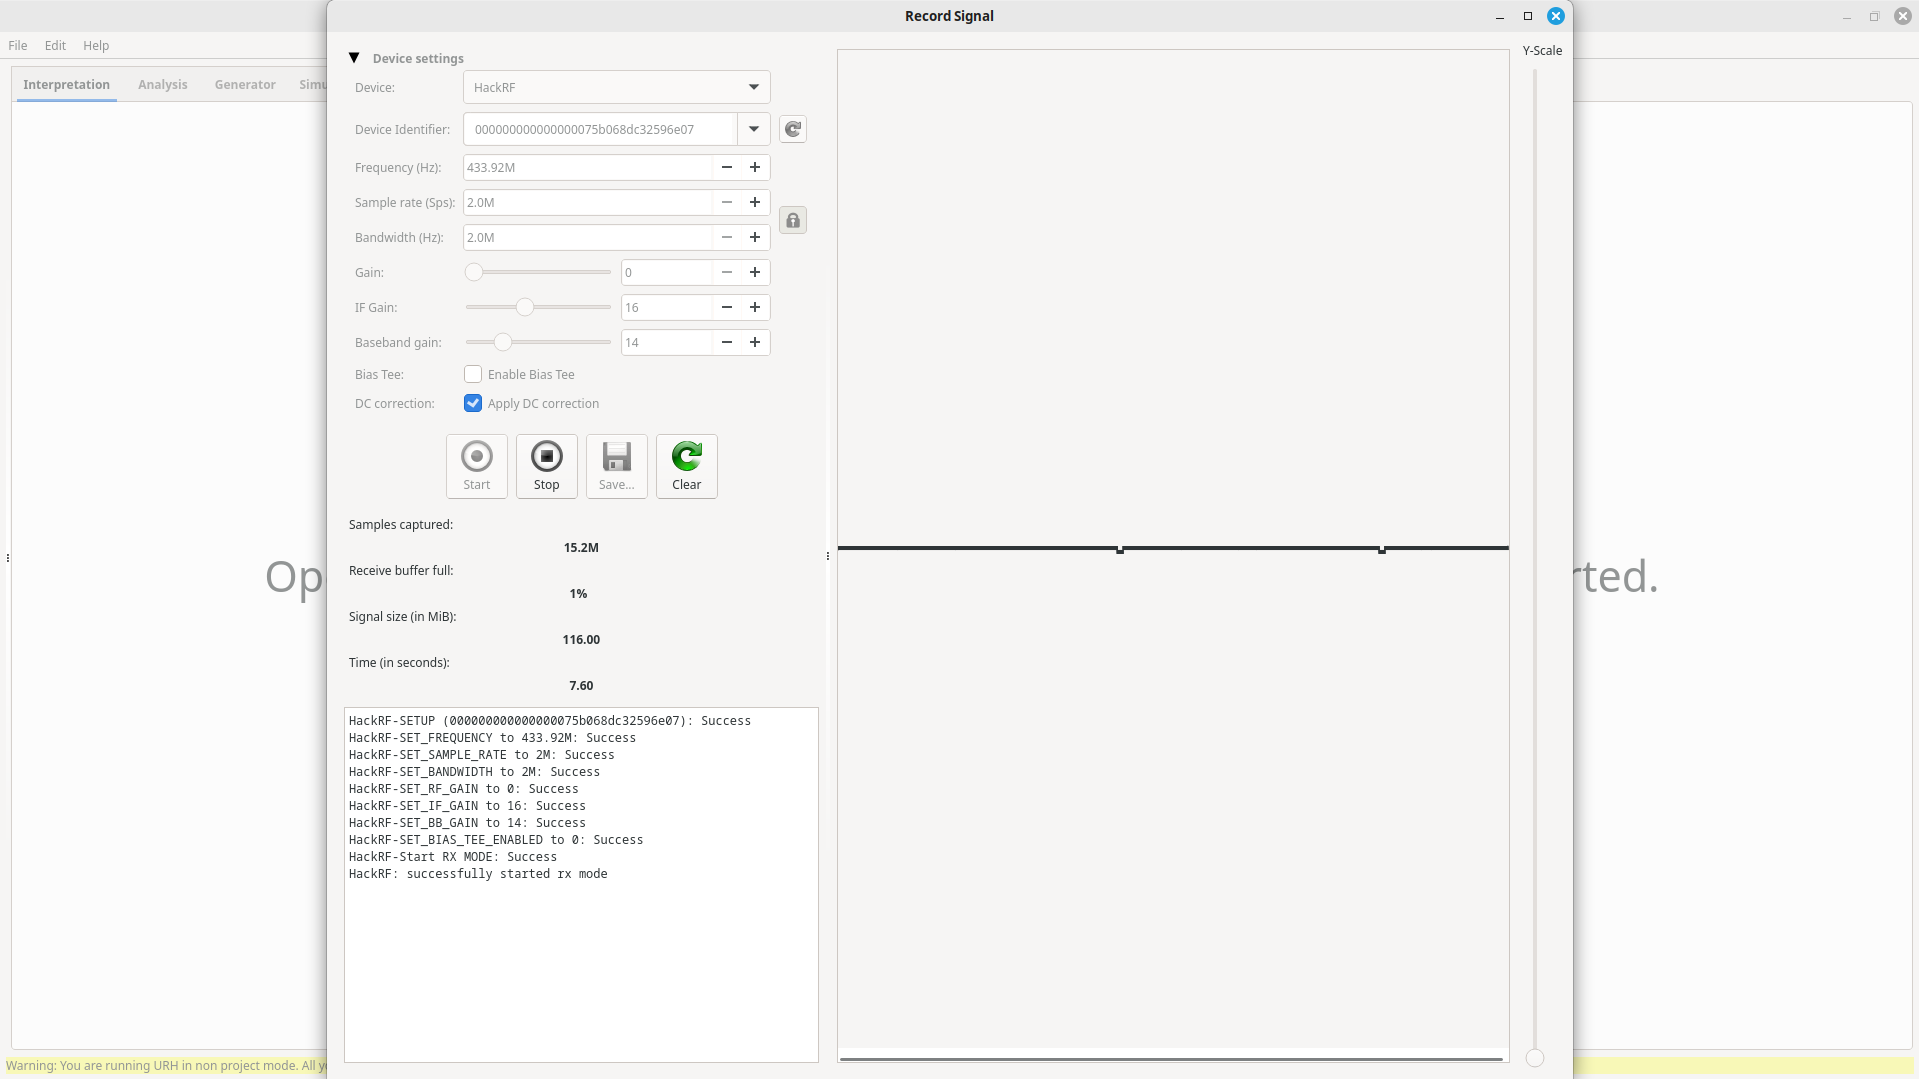 Record Signal
File Edit Help
Interpretation Analysis Generator Simu
Device settings
Device: HackRF
Device Identifier: 000000000000000075b068dc32596e07
Frequency (Hz): 433.92M
Sample rate (Sps): 2.0M
Bandwidth (Hz): 2.0M
Gain: 0
IF Gain: 16
Baseband gain: 14
Bias Tee: Enable Bias Tee
DC correction: Apply DC correction
Start Stop Save... Clear
Samples captured:
15.2M
Receive buffer full:
1%
Signal size (in MiB):
116.00
Time (in seconds):
7.60
HackRF-SETUP (000000000000000075b068dc32596e07): Success
HackRF-SET_FREQUENCY to 433.92M: Success
HackRF-SET_SAMPLE_RATE to 2M: Success
HackRF-SET_BANDWIDTH to 2M: Success
HackRF-SET_RF_GAIN to 0: Success
HackRF-SET_IF_GAIN to 16: Success
HackRF-SET_BB_GAIN to 14: Success
HackRF-SET_BIAS_TEE_ENABLED to 0: Success
HackRF-Start RX MODE: Success
HackRF: successfully started rx mode
Y-Scale
Op
rted.
Warning: You are running URH in non project mode. All y